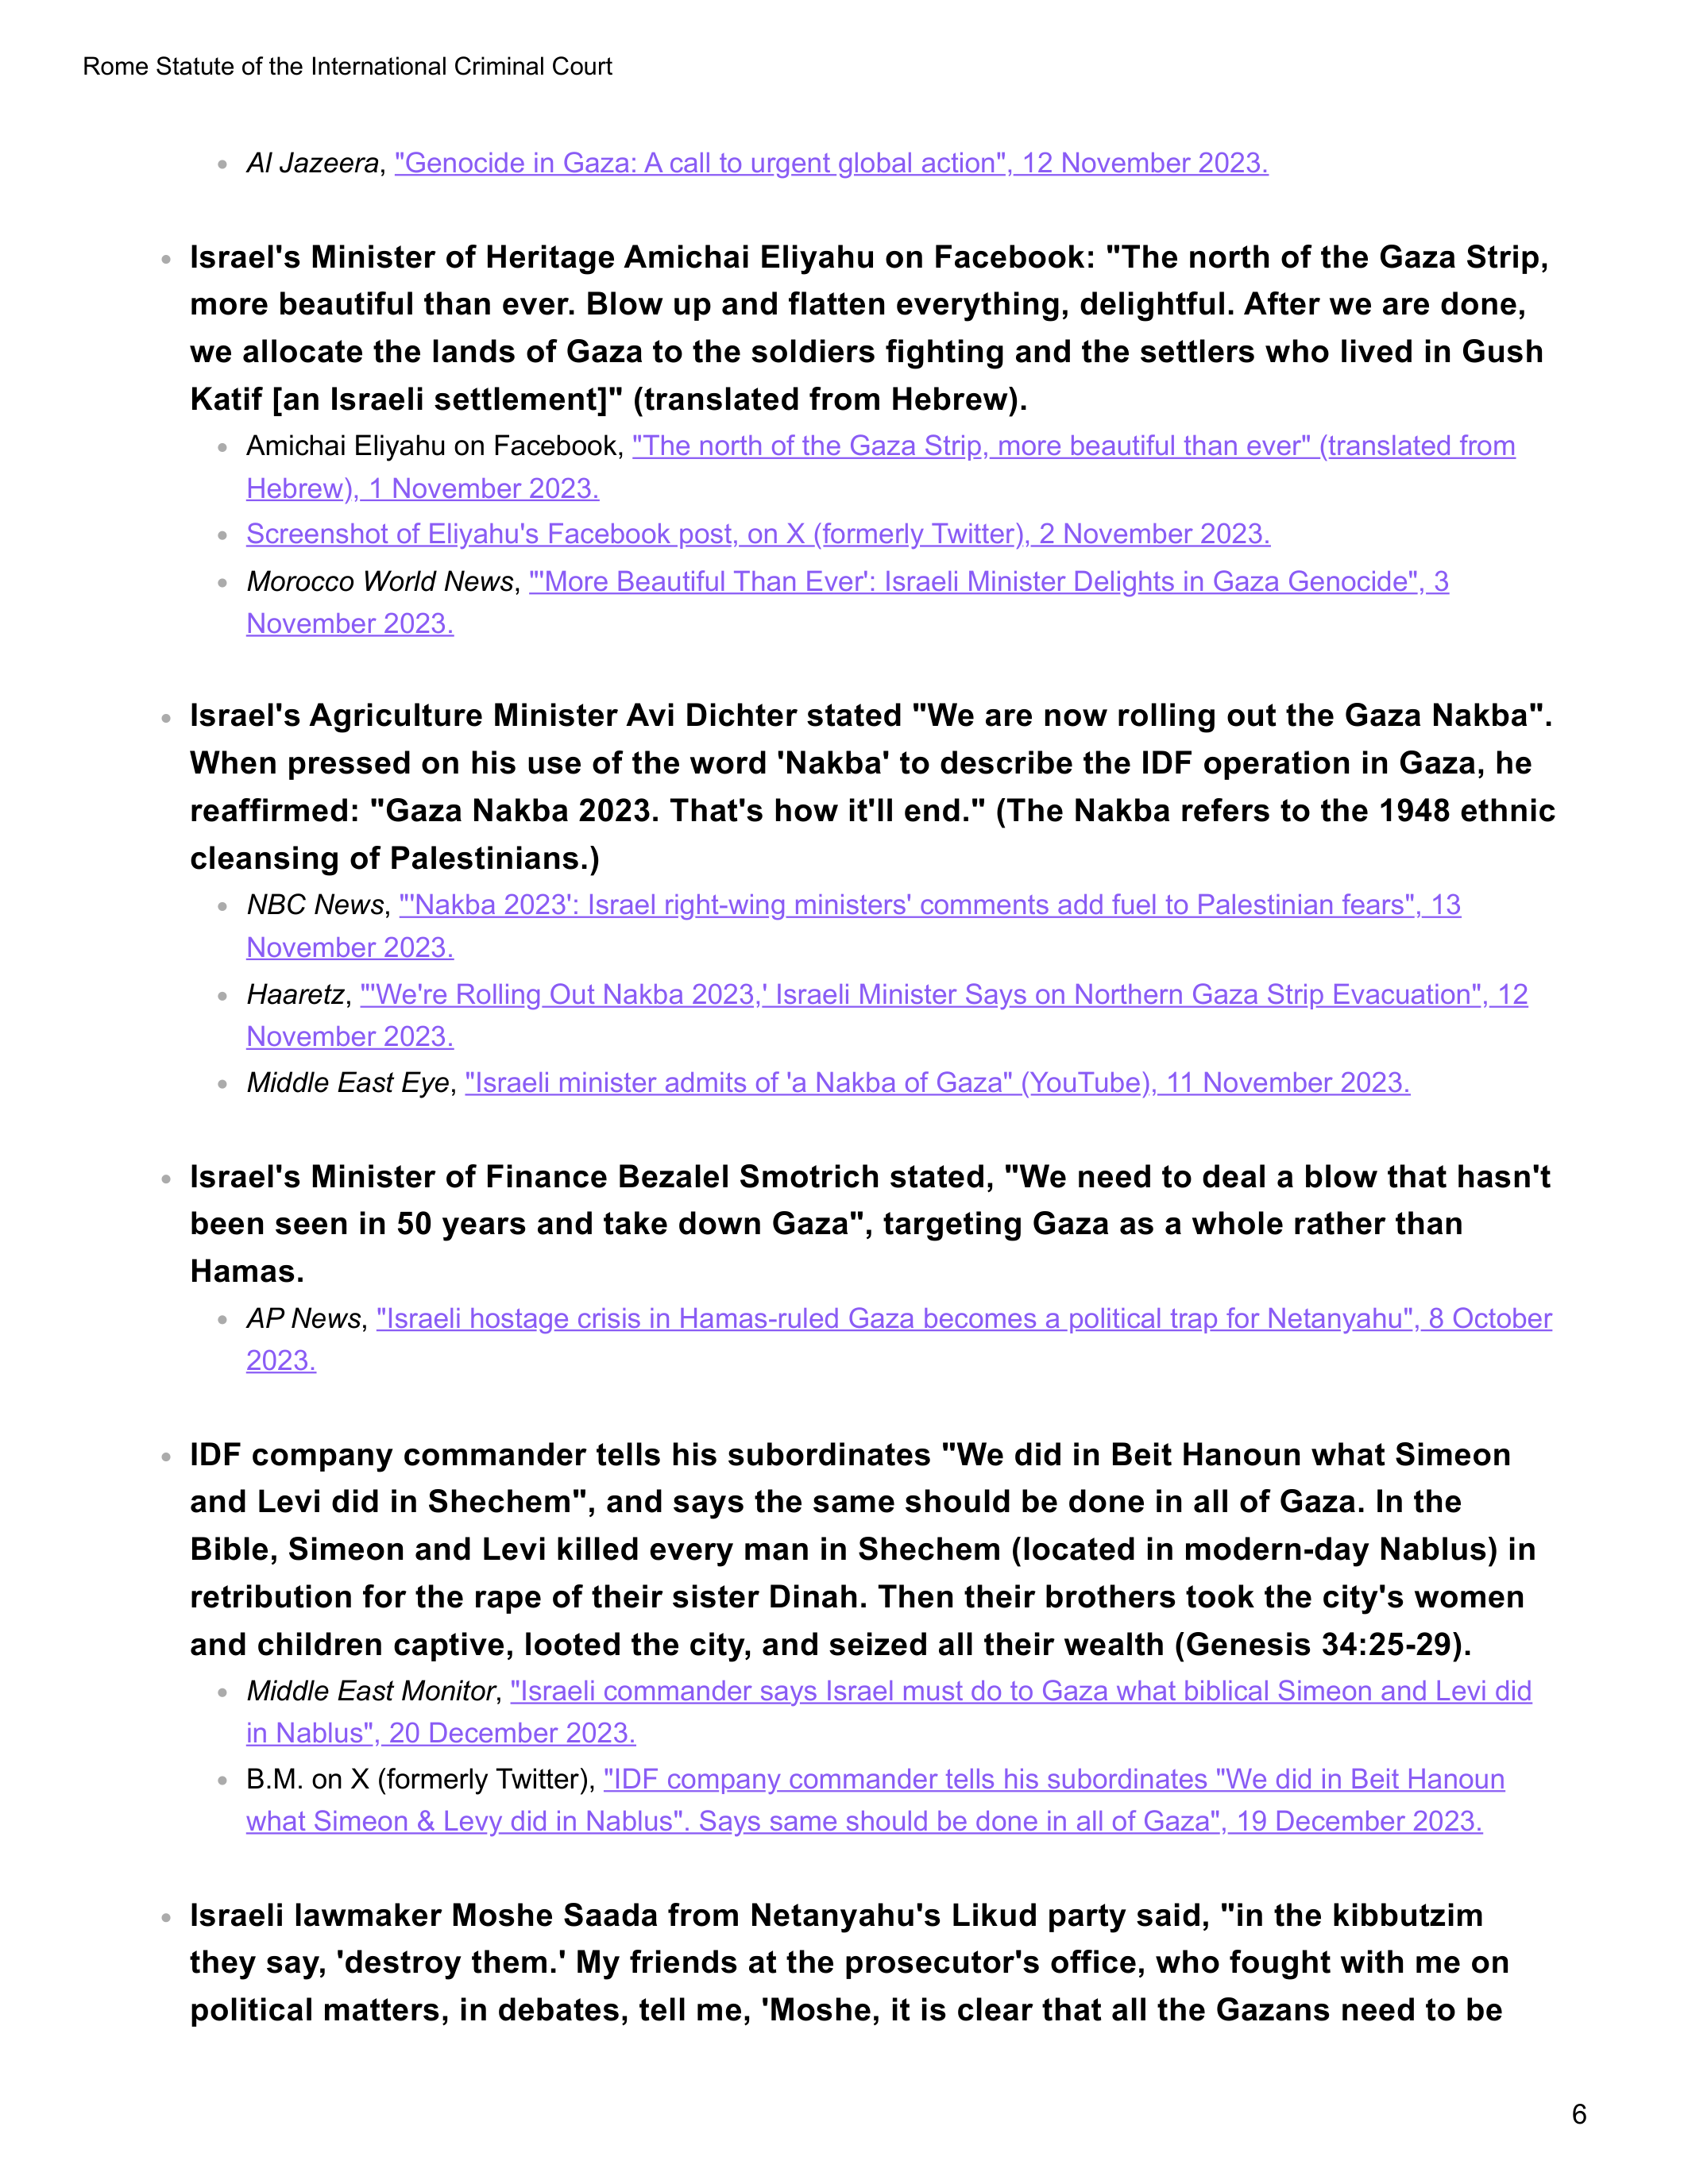 Rome Statute of the International Criminal Court
Al Jazeera, "Genocide in Gaza: A call to urgent global action", 12 November 2023.
Israel's Minister of Heritage Amichai Eliyahu on Facebook: "The north of the Gaza Strip,
more beautiful than ever. Blow up and flatten everything, delightful. After we are done,
we allocate the lands of Gaza to the soldiers fighting and the settlers who lived in Gush
Katif [an Israeli settlement]" (translated from Hebrew).
Amichai Eliyahu on Facebook, "The north of the Gaza Strip, more beautiful than ever" (translated from
Hebrew), 1 November 2023.
Screenshot of Eliyahu's Facebook post, on X (formerly Twitter), 2 November 2023.
Morocco World News, "'More Beautiful Than Ever': Israeli Minister Delights in Gaza Genocide", 3
November 2023.
Israel's Agriculture Minister Avi Dichter stated "We are now rolling out the Gaza Nakba".
When pressed on his use of the word 'Nakba' to describe the IDF operation in Gaza, he
reaffirmed: "Gaza Nakba 2023. That's how it'll end." (The Nakba refers to the 1948 ethnic
cleansing of Palestinians.)
NBC News, "'Nakba 2023': Israel right-wing ministers' comments add fuel to Palestinian fears", 13
November 2023.
Haaretz, "'We're Rolling Out Nakba 2023,' Israeli Minister Says on Northern Gaza Strip Evacuation", 12
November 2023.
Middle East Eye, "Israeli minister admits of 'a Nakba of Gaza" (YouTube), 11 November 2023.
Israel's Minister of Finance Bezalel Smotrich stated, "We need to deal a blow that hasn't
been seen in 50 years and take down Gaza", targeting Gaza as a whole rather than
Hamas.
AP News, "Israeli hostage crisis in Hamas-ruled Gaza becomes a political trap for Netanyahu", 8 October
2023.
IDF company commander tells his subordinates "We did in Beit Hanoun what Simeon
and Levi did in Shechem", and says the same should be done in all of Gaza. In the
Bible, Simeon and Levi killed every man in Shechem (located in modern-day Nablus) in
retribution for the rape of their sister Dinah. Then their brothers took the city's women
and children captive, looted the city, and seized all their wealth (Genesis 34:25-29).
Middle East Monitor, "Israeli commander says Israel must do to Gaza what biblical Simeon and Levi did
in Nablus", 20 December 2023.
B.M. on X (formerly Twitter), "IDF company commander tells his subordinates "We did in Beit Hanoun
what Simeon & Levy did in Nablus". Says same should be done in all of Gaza", 19 December 2023.
Israeli lawmaker Moshe Saada from Netanyahu's Likud party said, "in the kibbutzim
they say, 'destroy them.' My friends at the prosecutor's office, who fought with me on
political matters, in debates, tell me, 'Moshe, it is clear that all the Gazans need to be
6